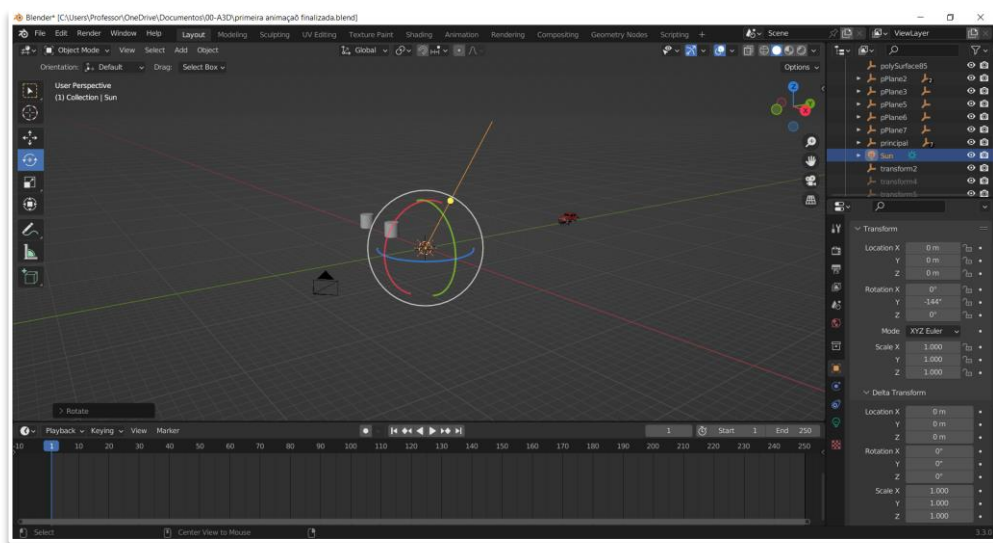 Blender* [C:\Users\Professor\OneDrive\Documentos\00-A3D\primeira animaçaõ finalizada.blend]
File Edit Render Window Help Layout Modeling Sculpting UV Editing Texture Paint Shading Animation Rendering Compositing Geometry Nodes Scripting + Scene ViewLayer
Object Mode View Select Add Object Global
Orientation: Default Drag: Select Box Options
User Perspective
(1) Collection | Sun
Z
Y
X
polySurface85
pPlane2 2
pPlane3
pPlane5
pPlane6
pPlane7
principal 7
Sun
transform2
transform4
transform5
Transform
Location X 0 m
Y 0 m
Z 0 m
Rotation X 0°
Y -144°
Z 0°
Mode XYZ Euler
Scale X 1.000
Y 1.000
Z 1.000
Delta Transform
Location X 0 m
Y 0 m
Z 0 m
Rotation X 0°
Y 0°
Z 0°
Scale X 1.000
Y 1.000
Z 1.000
> Rotate
Playback Keying View Marker 1 Start 1 End 250
-10 1 10 20 30 40 50 60 70 80 90 100 110 120 130 140 150 160 170 180 190 200 210 220 230 240 250
Select Center View to Mouse 3.3.0